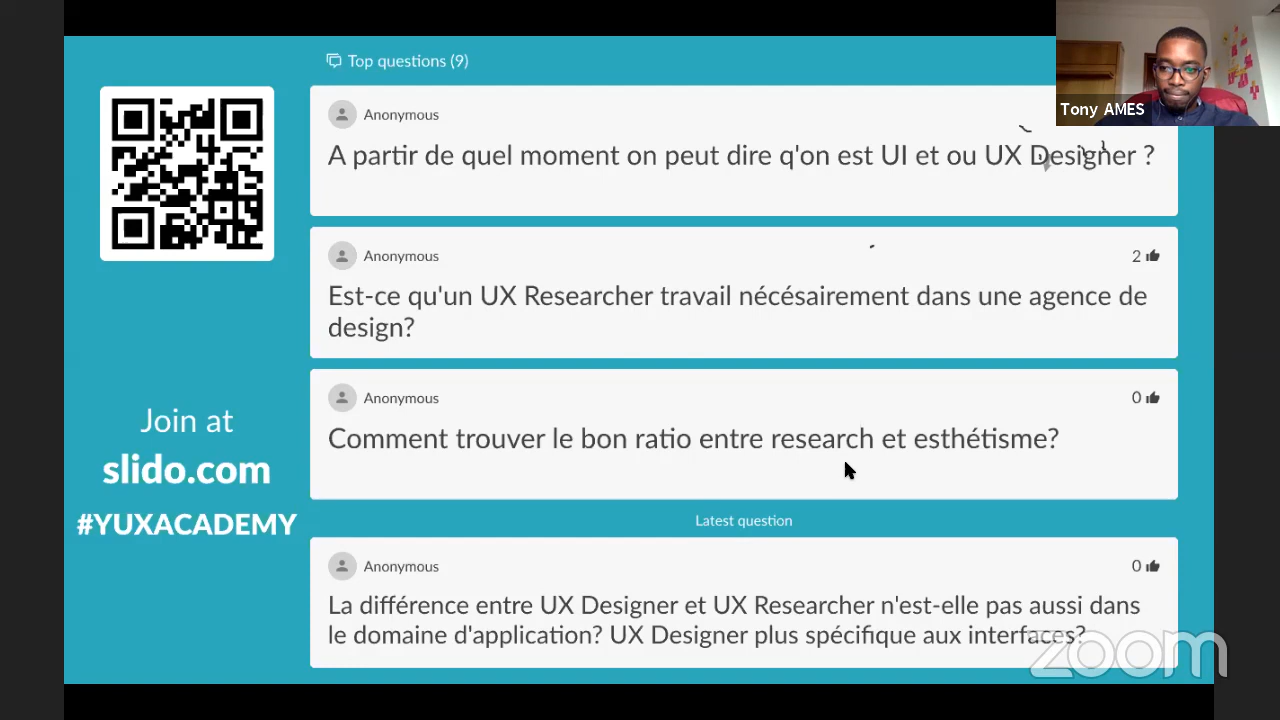 Top questions (9)
Tony AMES
Anonymous
A partir de quel moment on peut dire q'on est UI et ou UX Designer ?
Anonymous
2
Est-ce qu'un UX Researcher travail nécésairement dans une agence de
design?
Anonymous
0
Comment trouver le bon ratio entre research et esthétisme?
Join at
slido.com
#YUXACADEMY
Latest question
Anonymous
0
La différence entre UX Designer et UX Researcher n'est-elle pas aussi dans
le domaine d'application? UX Designer plus spécifique aux interfaces?
zoom